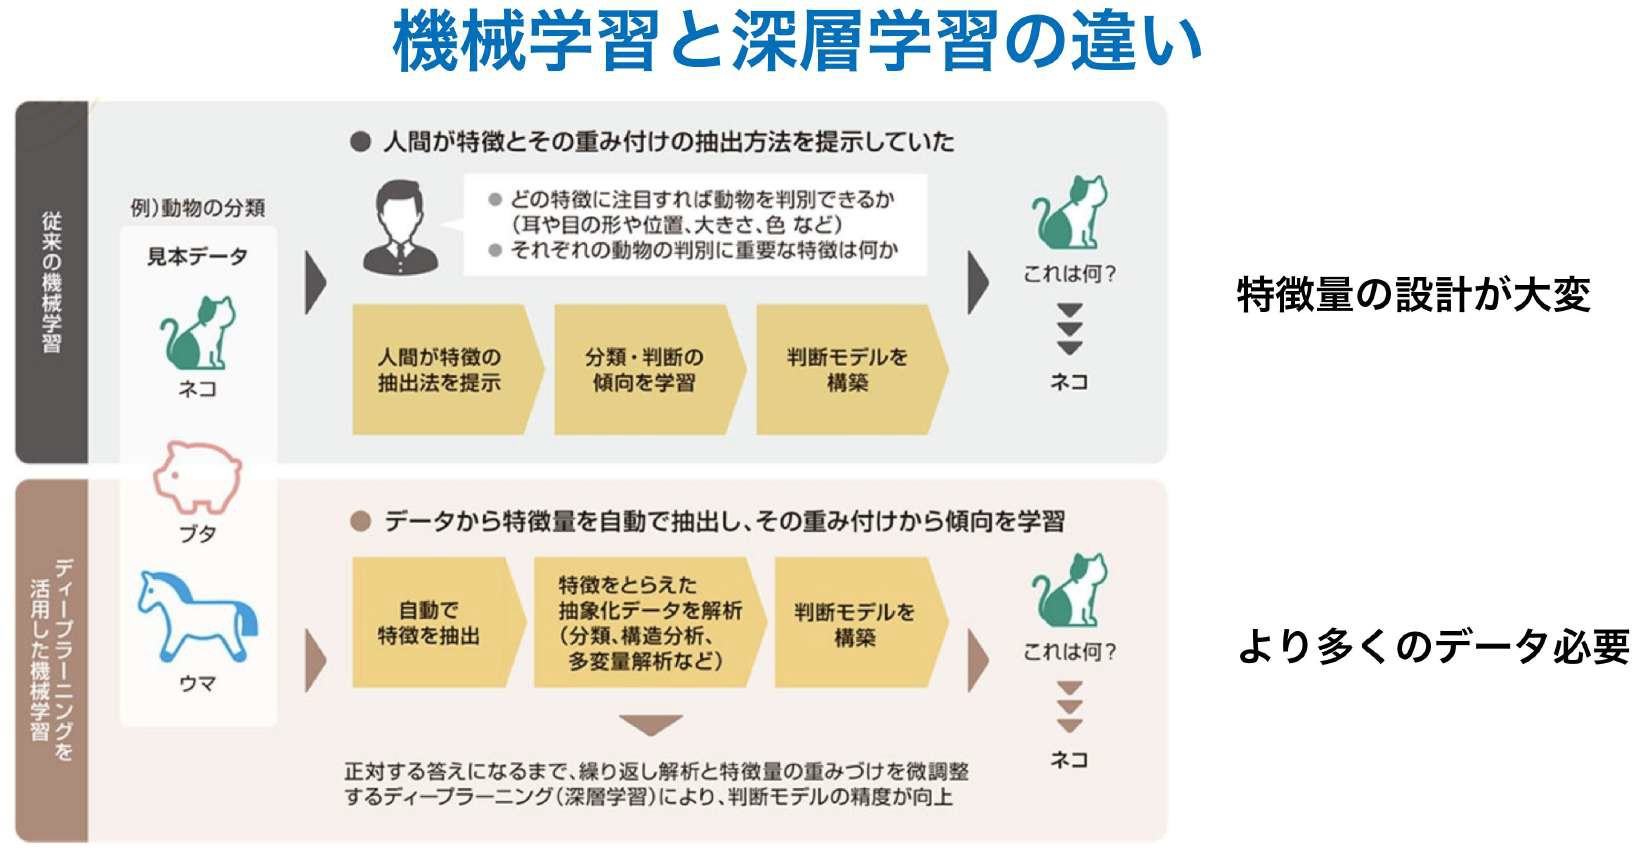 機械学習と深層学習の違い
従来の機械学習
例)動物の分類
見本データ
ネコ
ブタ
ウマ
● 人間が特徴とその重み付けの抽出方法を提示していた
● どの特徴に注目すれば動物を判別できるか
(耳や目の形や位置、大きさ、色 など)
● それぞれの動物の判別に重要な特徴は何か
人間が特徴の
抽出法を提示
分類・判断の
傾向を学習
判断モデルを
構築
これは何?
ネコ
特徴量の設計が大変
ディープラーニングを
活用した機械学習
● データから特徴量を自動で抽出し、その重み付けから傾向を学習
自動で
特徴を抽出
特徴をとらえた
抽象化データを解析
(分類、構造分析、
多変量解析など)
判断モデルを
構築
正対する答えになるまで、繰り返し解析と特徴量の重みづけを微調整
するディープラーニング(深層学習)により、判断モデルの精度が向上
これは何?
ネコ
より多くのデータ必要